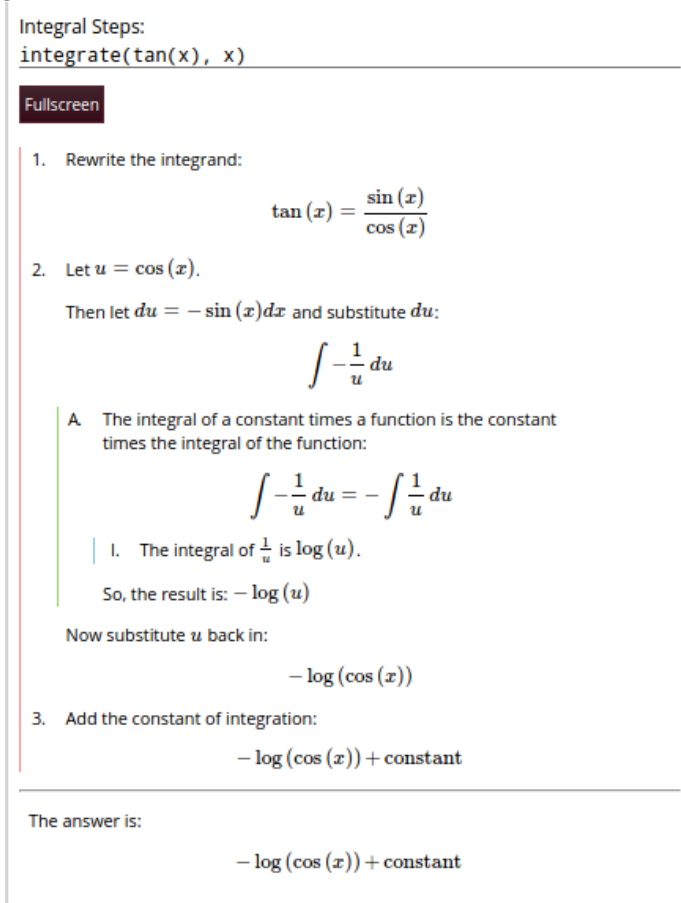 Integral Steps:
integrate(tan(x), x)
Fullscreen
1. Rewrite the integrand:
tan (x) = sin (x) / cos (x)
2. Let u = cos (x).
Then let du = − sin (x)dx and substitute du:
∫ −1/u du
A. The integral of a constant times a function is the constant
times the integral of the function:
∫ −1/u du = − ∫ 1/u du
I. The integral of 1/u is log (u).
So, the result is: − log (u)
Now substitute u back in:
− log (cos (x))
3. Add the constant of integration:
− log (cos (x)) + constant
The answer is:
− log (cos (x)) + constant